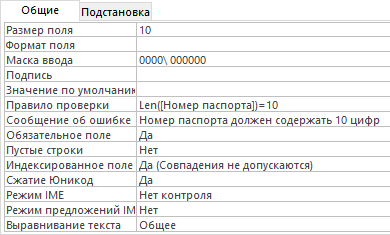 Общие Подстановка
Размер поля 10
Формат поля
Маска ввода 0000\ 000000
Подпись
Значение по умолчани
Правило проверки Len([Номер паспорта])=10
Сообщение об ошибке Номер паспорта должен содержать 10 цифр
Обязательное поле Да
Пустые строки Нет
Индексированное поле Да (Совпадения не допускаются)
Сжатие Юникод Да
Режим IME Нет контроля
Режим предложений IM Нет
Выравнивание текста Общее